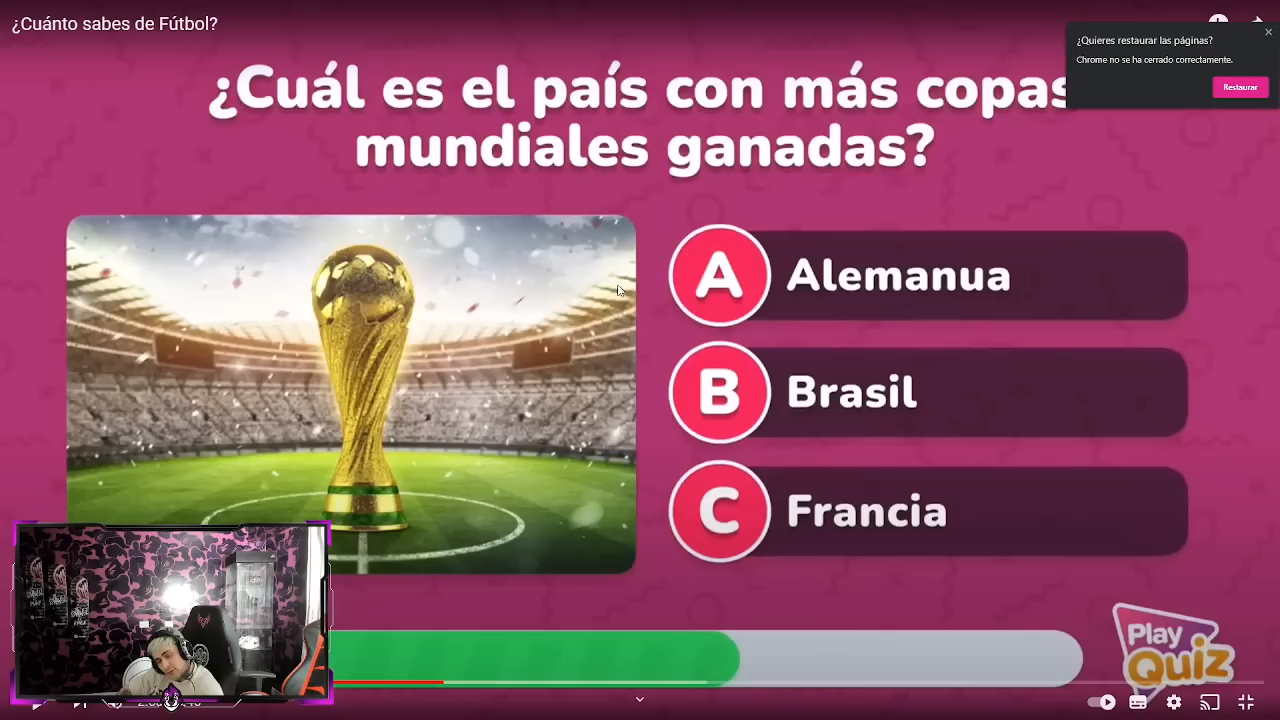 ¿Cuánto sabes de Fútbol?
¿Quieres restaurar las páginas?
Chrome no se ha cerrado correctamente.
Restaurar
¿Cuál es el país con más copas
mundiales ganadas?
A Alemanua
B Brasil
C Francia
Play
Quiz